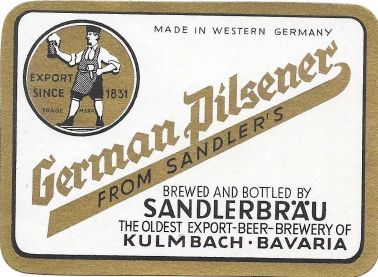 MADE IN WESTERN GERMANY
EXPORT
SINCE 1831
TRADE MARK
German Pilsener
FROM SANDLER'S
BREWED AND BOTTLED BY
SANDLERBRÄU
THE OLDEST EXPORT-BEER-BREWERY OF
KULMBACH · BAVARIA